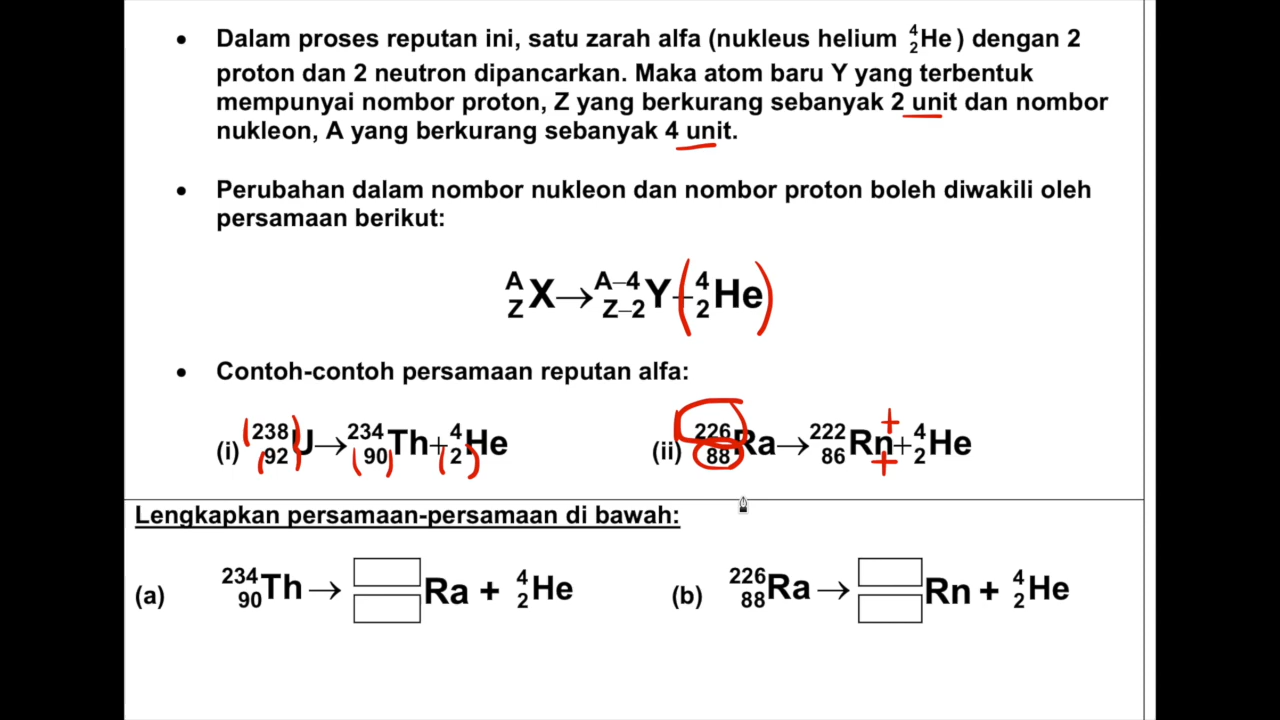 • Dalam proses reputan ini, satu zarah alfa (nukleus helium ⁴₂He) dengan 2
proton dan 2 neutron dipancarkan. Maka atom baru Y yang terbentuk
mempunyai nombor proton, Z yang berkurang sebanyak 2 unit dan nombor
nukleon, A yang berkurang sebanyak 4 unit.
• Perubahan dalam nombor nukleon dan nombor proton boleh diwakili oleh
persamaan berikut:
ᴬ_Z X → ᴬ⁻⁴_Z₋₂ Y + ⁴₂He
• Contoh-contoh persamaan reputan alfa:
(i) ²³⁸₉₂U → ²³⁴₉₀Th + ⁴₂He (ii) ²²⁶₈₈Ra → ²²²₈₆Rn + ⁴₂He
Lengkapkan persamaan-persamaan di bawah:
(a) ²³⁴₉₀Th → Ra + ⁴₂He (b) ²²⁶₈₈Ra → Rn + ⁴₂He